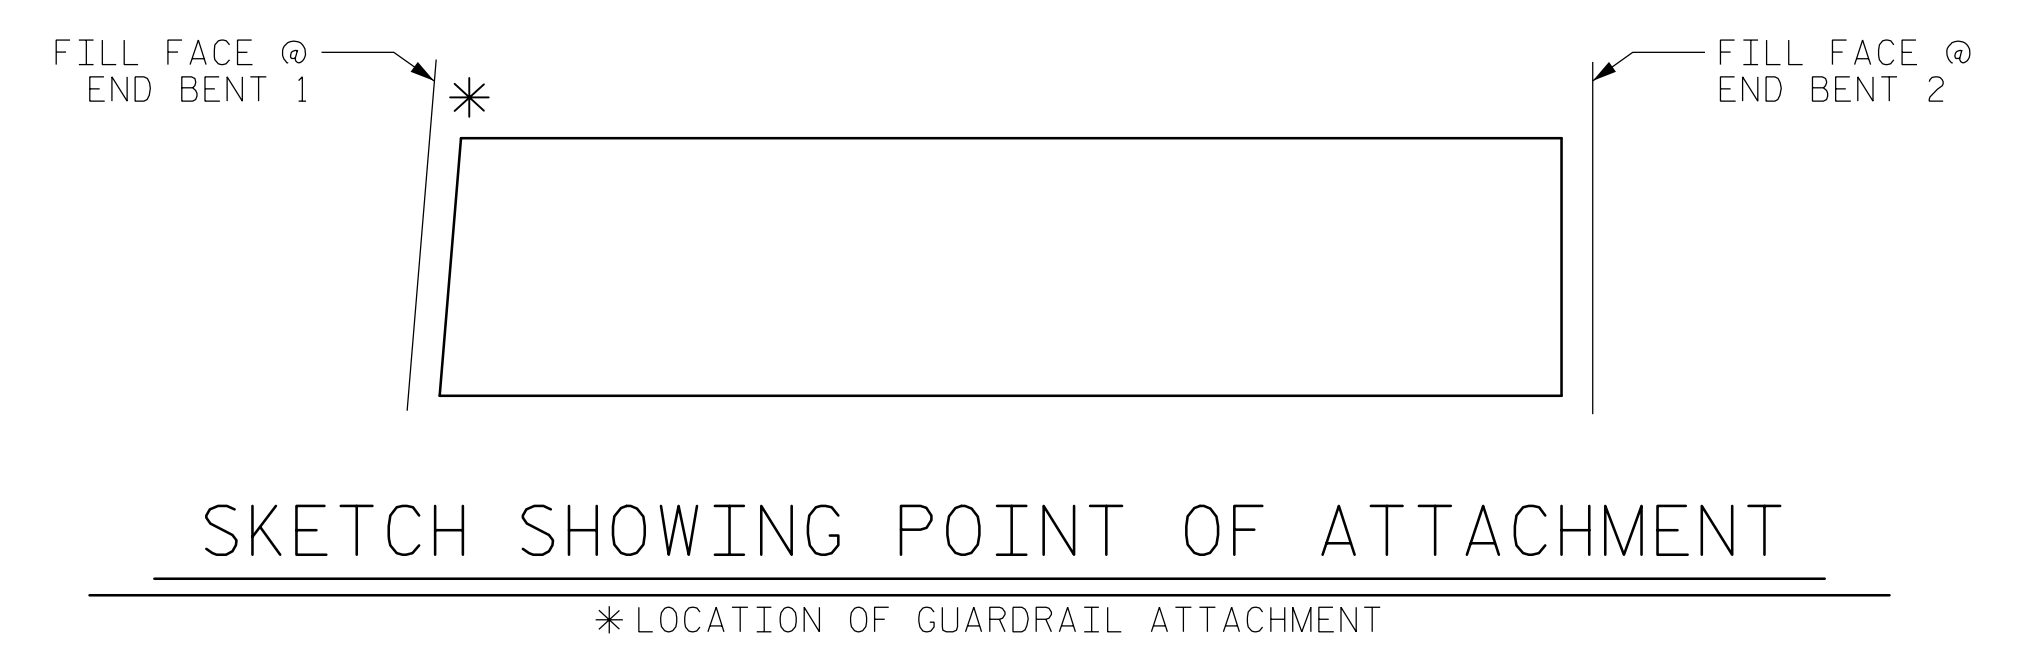 FILL FACE @
END BENT 1
FILL FACE @
END BENT 2
SKETCH SHOWING POINT OF ATTACHMENT
* LOCATION OF GUARDRAIL ATTACHMENT